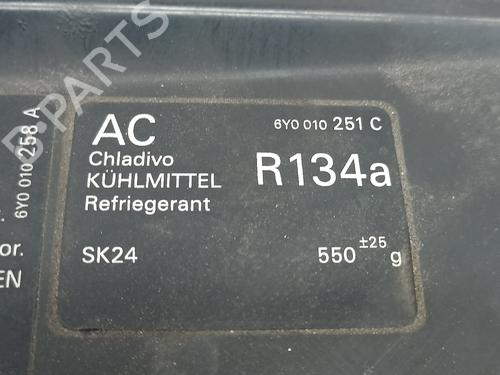 AC
6Y0 010 251 C
Chladivo
KÜHLMITTEL
Refriegerant
R134a
SK24
550 ±25 g
6Y0 010 258 A
r.
or.
EN
B-Parts